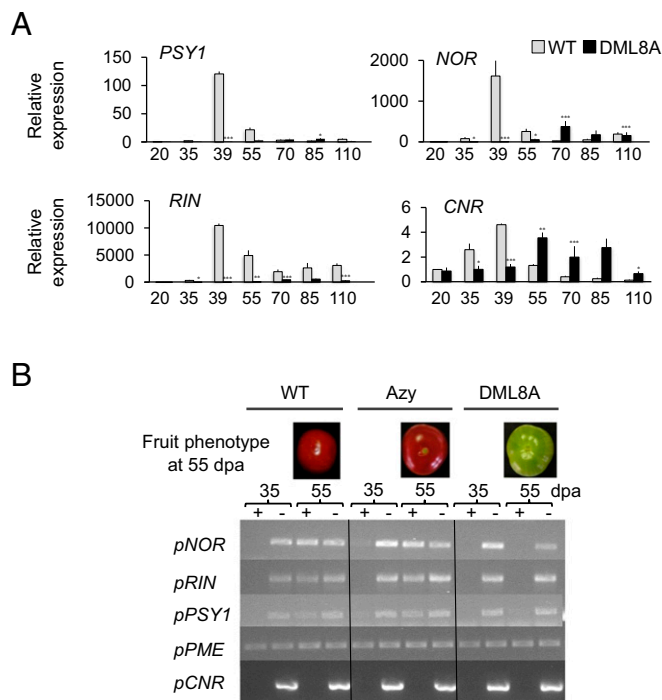 A
PSY1
NOR
WT DML8A
Relative expression
150
100
50
0
20 35 39 55 70 85 110
*** *
2000
1000
0
20 35 39 55 70 85 110
* *** * *** ***
RIN
CNR
Relative expression
15000
10000
5000
0
20 35 39 55 70 85 110
* *** ** *** ***
6
4
2
0
20 35 39 55 70 85 110
* *** ** *** *
B
WT Azy DML8A
Fruit phenotype
at 55 dpa
35 55 35 55 35 55 dpa
+ - + - + - + - + - + -
pNOR
pRIN
pPSY1
pPME
pCNR